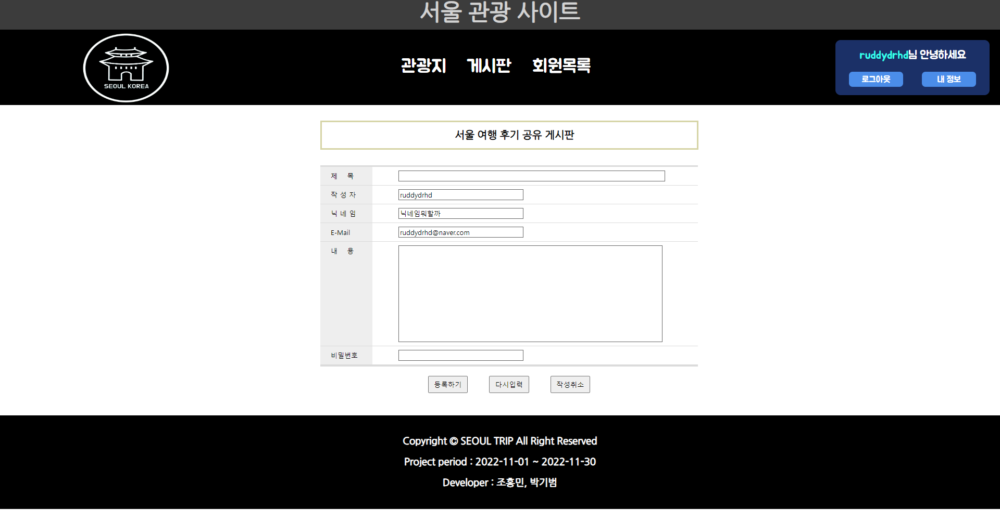 서울 관광 사이트
SEOUL KOREA
관광지 게시판 회원목록
ruddydrhd님 안녕하세요
로그아웃 내 정보
서울 여행 후기 공유 게시판
제 목
작 성 자 ruddydrhd
닉 네 임 닉네임뭐할까
E-Mail ruddydrhd@naver.com
내 용
비밀번호
등록하기 다시입력 작성취소
Copyright © SEOUL TRIP All Right Reserved
Project period : 2022-11-01 ~ 2022-11-30
Developer : 조홍민, 박기범